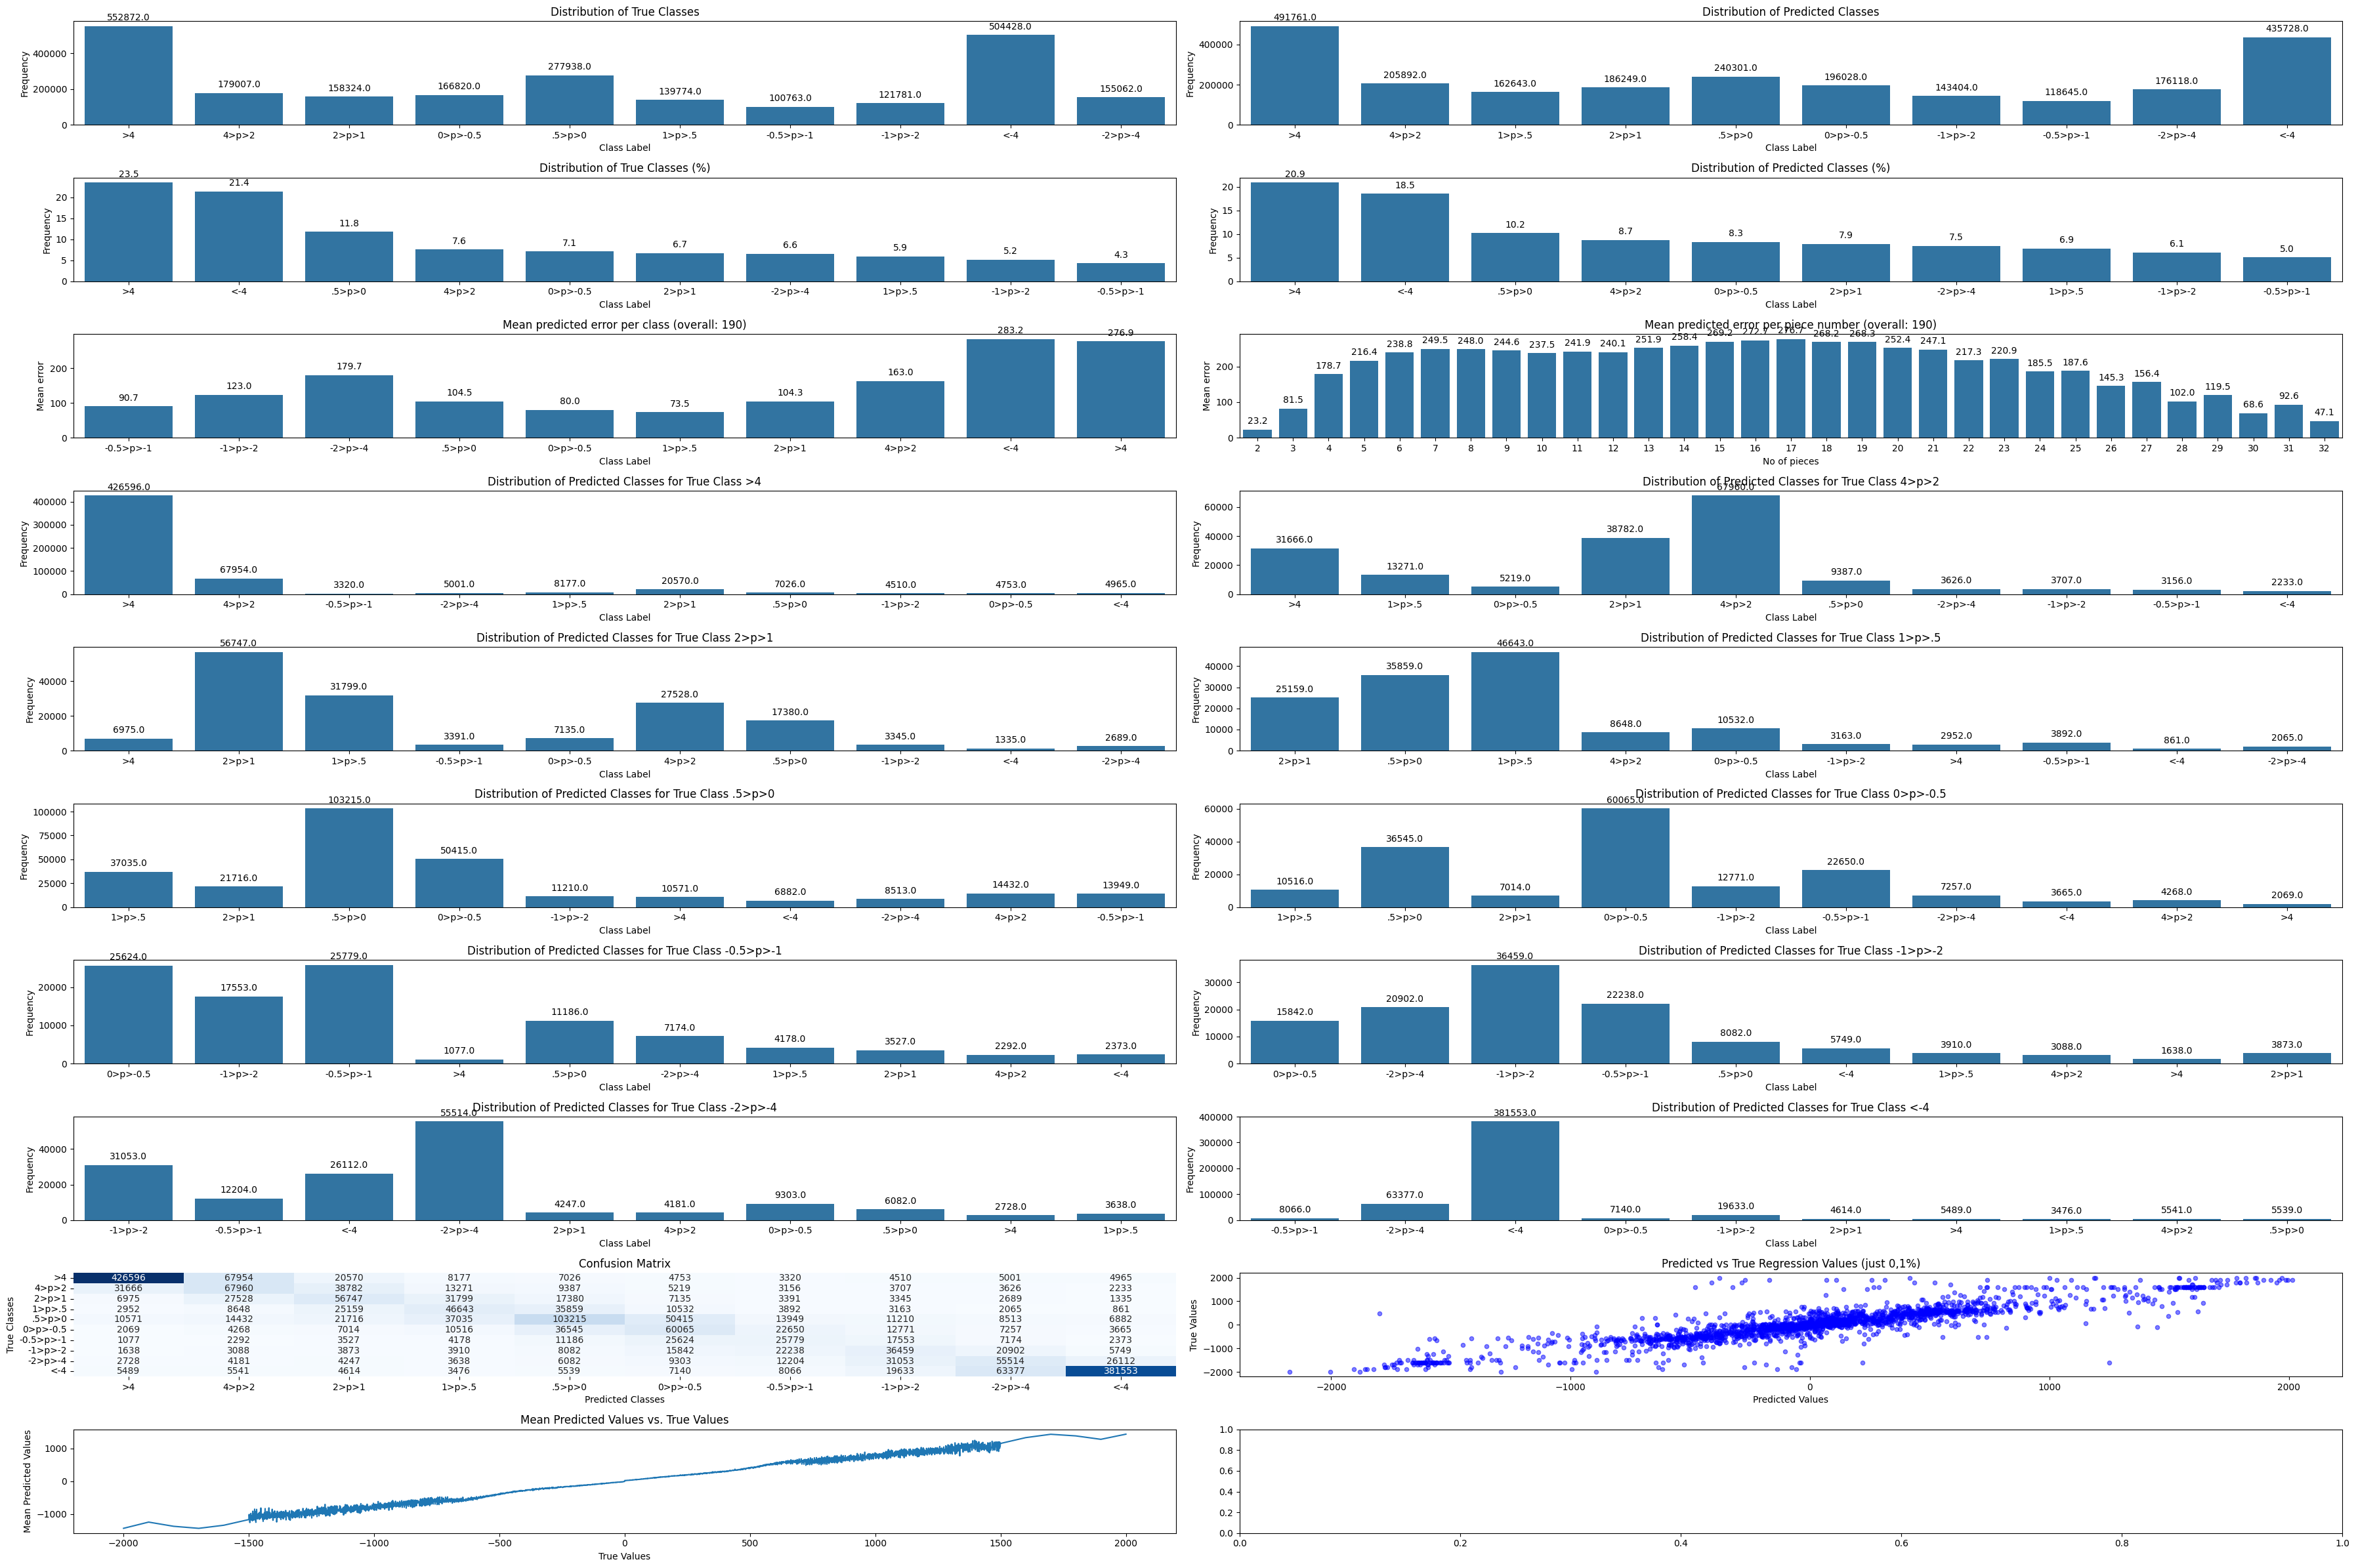 Distribution of True Classes
552872.0 179007.0 158324.0 166820.0 277938.0 139774.0 100763.0 121781.0 504428.0 155062.0
Frequency
400000
200000
0
>4 4>p>2 2>p>1 0>p>-0.5 .5>p>0 1>p>.5 -0.5>p>-1 -1>p>-2 <-4 -2>p>-4
Class Label
Distribution of Predicted Classes
491761.0 205892.0 162643.0 186249.0 240301.0 196028.0 143404.0 118645.0 176118.0 435728.0
Frequency
400000
200000
0
>4 4>p>2 1>p>.5 2>p>1 .5>p>0 0>p>-0.5 -1>p>-2 -0.5>p>-1 -2>p>-4 <-4
Class Label
Distribution of True Classes (%)
23.5 21.4 11.8 7.6 7.1 6.7 6.6 5.9 5.2 4.3
Frequency
20
15
10
5
0
>4 <-4 .5>p>0 4>p>2 0>p>-0.5 2>p>1 -2>p>-4 1>p>.5 -1>p>-2 -0.5>p>-1
Class Label
Distribution of Predicted Classes (%)
20.9 18.5 10.2 8.7 8.3 7.9 7.5 6.9 6.1 5.0
Frequency
20
15
10
5
0
>4 <-4 .5>p>0 4>p>2 0>p>-0.5 2>p>1 -2>p>-4 1>p>.5 -1>p>-2 -0.5>p>-1
Class Label
Mean predicted error per class (overall: 190)
90.7 123.0 179.7 104.5 80.0 73.5 104.3 163.0 283.2 276.9
Mean error
200
100
0
-0.5>p>-1 -1>p>-2 -2>p>-4 .5>p>0 0>p>-0.5 1>p>.5 2>p>1 4>p>2 <-4 >4
Class Label
Mean predicted error per piece number (overall: 190)
23.2 81.5 178.7 216.4 238.8 249.5 248.0 244.6 237.5 241.9 240.1 251.9 258.4 269.2 272.7 276.7 268.2 268.3 252.4 247.1 217.3 220.9 185.5 187.6 145.3 156.4 102.0 119.5 68.6 92.6 47.1
Mean error
200
100
0
2 3 4 5 6 7 8 9 10 11 12 13 14 15 16 17 18 19 20 21 22 23 24 25 26 27 28 29 30 31 32
No of pieces
Distribution of Predicted Classes for True Class >4
426596.0 67954.0 3320.0 5001.0 8177.0 20570.0 7026.0 4510.0 4753.0 4965.0
Frequency
400000
300000
200000
100000
0
>4 4>p>2 -0.5>p>-1 -2>p>-4 1>p>.5 2>p>1 .5>p>0 -1>p>-2 0>p>-0.5 <-4
Class Label
Distribution of Predicted Classes for True Class 4>p>2
31666.0 13271.0 5219.0 38782.0 67960.0 9387.0 3626.0 3707.0 3156.0 2233.0
Frequency
60000
40000
20000
0
>4 1>p>.5 0>p>-0.5 2>p>1 4>p>2 .5>p>0 -2>p>-4 -1>p>-2 -0.5>p>-1 <-4
Class Label
Distribution of Predicted Classes for True Class 2>p>1
6975.0 56747.0 31799.0 3391.0 7135.0 27528.0 17380.0 3345.0 1335.0 2689.0
Frequency
40000
20000
0
>4 2>p>1 1>p>.5 -0.5>p>-1 0>p>-0.5 4>p>2 .5>p>0 -1>p>-2 <-4 -2>p>-4
Class Label
Distribution of Predicted Classes for True Class 1>p>.5
25159.0 35859.0 46643.0 8648.0 10532.0 3163.0 2952.0 3892.0 861.0 2065.0
Frequency
40000
30000
20000
10000
0
2>p>1 .5>p>0 1>p>.5 4>p>2 0>p>-0.5 -1>p>-2 >4 -0.5>p>-1 <-4 -2>p>-4
Class Label
Distribution of Predicted Classes for True Class .5>p>0
37035.0 21716.0 103215.0 50415.0 11210.0 10571.0 6882.0 8513.0 14432.0 13949.0
Frequency
100000
75000
50000
25000
0
1>p>.5 2>p>1 .5>p>0 0>p>-0.5 -1>p>-2 >4 <-4 -2>p>-4 4>p>2 -0.5>p>-1
Class Label
Distribution of Predicted Classes for True Class 0>p>-0.5
10516.0 36545.0 7014.0 60065.0 12771.0 22650.0 7257.0 3665.0 4268.0 2069.0
Frequency
60000
40000
20000
0
1>p>.5 .5>p>0 2>p>1 0>p>-0.5 -1>p>-2 -0.5>p>-1 -2>p>-4 <-4 4>p>2 >4
Class Label
Distribution of Predicted Classes for True Class -0.5>p>-1
25624.0 17553.0 25779.0 1077.0 11186.0 7174.0 4178.0 3527.0 2292.0 2373.0
Frequency
20000
10000
0
0>p>-0.5 -1>p>-2 -0.5>p>-1 >4 .5>p>0 -2>p>-4 1>p>.5 2>p>1 4>p>2 <-4
Class Label
Distribution of Predicted Classes for True Class -1>p>-2
15842.0 20902.0 36459.0 22238.0 8082.0 5749.0 3910.0 3088.0 1638.0 3873.0
Frequency
30000
20000
10000
0
0>p>-0.5 -2>p>-4 -1>p>-2 -0.5>p>-1 .5>p>0 <-4 1>p>.5 4>p>2 >4 2>p>1
Class Label
Distribution of Predicted Classes for True Class -2>p>-4
31053.0 12204.0 26112.0 55514.0 4247.0 4181.0 9303.0 6082.0 2728.0 3638.0
Frequency
40000
20000
0
-1>p>-2 -0.5>p>-1 <-4 -2>p>-4 2>p>1 4>p>2 0>p>-0.5 .5>p>0 >4 1>p>.5
Class Label
Distribution of Predicted Classes for True Class <-4
8066.0 63377.0 381553.0 7140.0 19633.0 4614.0 5489.0 3476.0 5541.0 5539.0
Frequency
400000
300000
200000
100000
0
-0.5>p>-1 -2>p>-4 <-4 0>p>-0.5 -1>p>-2 2>p>1 >4 1>p>.5 4>p>2 .5>p>0
Class Label
Confusion Matrix
True Classes
>4 426596 67954 20570 8177 7026 4753 3320 4510 5001 4965
4>p>2 31666 67960 38782 13271 9387 5219 3156 3707 3626 2233
2>p>1 6975 27528 56747 31799 17380 7135 3391 3345 2689 1335
1>p>.5 2952 8648 25159 46643 35859 10532 3892 3163 2065 861
.5>p>0 10571 14432 21716 37035 103215 50415 13949 11210 8513 6882
0>p>-0.5 2069 4268 7014 10516 36545 60065 22650 12771 7257 3665
-0.5>p>-1 1077 2292 3527 4178 11186 25624 25779 17553 7174 2373
-1>p>-2 1638 3088 3873 3910 8082 15842 22238 36459 20902 5749
-2>p>-4 2728 4181 4247 3638 6082 9303 12204 31053 55514 26112
<-4 5489 5541 4614 3476 5539 7140 8066 19633 63377 381553
>4 4>p>2 2>p>1 1>p>.5 .5>p>0 0>p>-0.5 -0.5>p>-1 -1>p>-2 -2>p>-4 <-4
Predicted Classes
Predicted vs True Regression Values (just 0,1%)
True Values
2000
1000
0
−1000
−2000
−2000 −1000 0 1000 2000
Predicted Values
Mean Predicted Values vs. True Values
Mean Predicted Values
1000
0
−1000
−2000 −1500 −1000 −500 0 500 1000 1500 2000
True Values
1.0
0.8
0.6
0.4
0.2
0.0
0.0 0.2 0.4 0.6 0.8 1.0